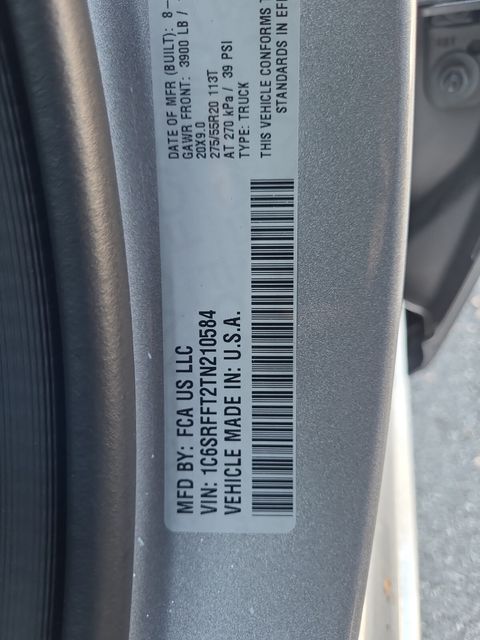 MFD BY: FCA US LLC
VIN: 1C6SRFFT2TN210584
VEHICLE MADE IN: U.S.A.
DATE OF MFR (BUILT): 8-
GAWR FRONT: 3900 LB /
20X9.0
275/55R20 113T
AT 270 kPa / 39 PSI
TYPE: TRUCK
THIS VEHICLE CONFORMS
STANDARDS IN